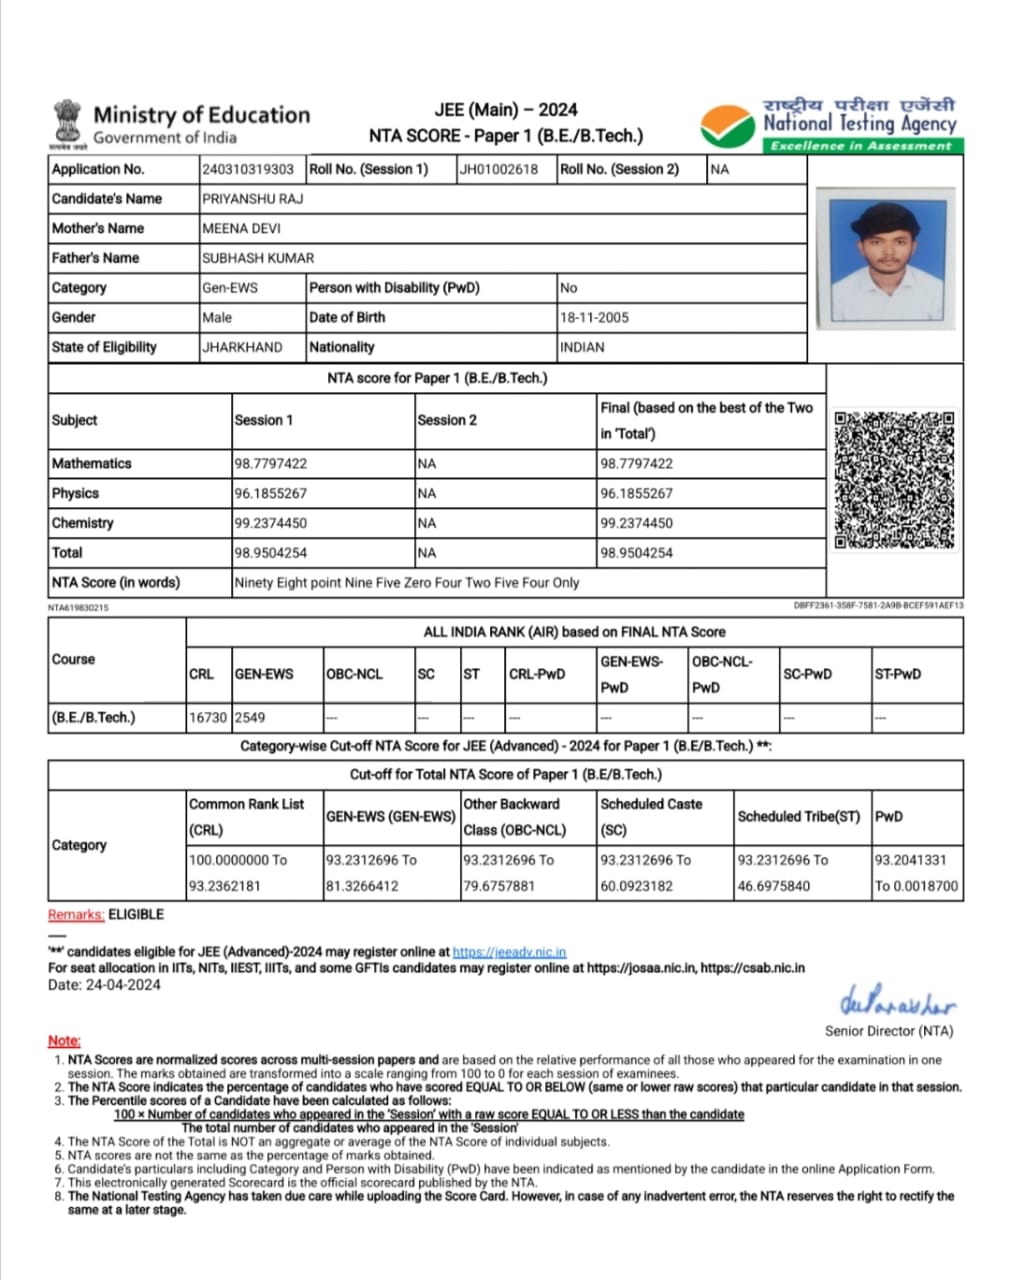 Ministry of Education
Government of India
सत्यमेव जयते
JEE (Main) – 2024
NTA SCORE - Paper 1 (B.E./B.Tech.)
राष्ट्रीय परीक्षा एजेंसी
National Testing Agency
Excellence in Assessment
Application No. 240310319303 Roll No. (Session 1) JH01002618 Roll No. (Session 2) NA
Candidate's Name PRIYANSHU RAJ
Mother's Name MEENA DEVI
Father's Name SUBHASH KUMAR
Category Gen-EWS Person with Disability (PwD) No
Gender Male Date of Birth 18-11-2005
State of Eligibility JHARKHAND Nationality INDIAN
NTA score for Paper 1 (B.E./B.Tech.)
Subject Session 1 Session 2 Final (based on the best of the Two in 'Total')
Mathematics 98.7797422 NA 98.7797422
Physics 96.1855267 NA 96.1855267
Chemistry 99.2374450 NA 99.2374450
Total 98.9504254 NA 98.9504254
NTA Score (in words) Ninety Eight point Nine Five Zero Four Two Five Four Only
NTA619830215 DBFF2361-358F-7581-2A9B-BCEF591AEF13
ALL INDIA RANK (AIR) based on FINAL NTA Score
Course CRL GEN-EWS OBC-NCL SC ST CRL-PwD GEN-EWS-PwD OBC-NCL-PwD SC-PwD ST-PwD
(B.E./B.Tech.) 16730 2549 --- --- --- --- --- --- --- ---
Category-wise Cut-off NTA Score for JEE (Advanced) - 2024 for Paper 1 (B.E/B.Tech.) **:
Cut-off for Total NTA Score of Paper 1 (B.E/B.Tech.)
Category Common Rank List (CRL) GEN-EWS (GEN-EWS) Other Backward Class (OBC-NCL) Scheduled Caste (SC) Scheduled Tribe(ST) PwD
100.0000000 To 93.2312696 To 93.2312696 To 93.2312696 To 93.2312696 To 93.2041331
93.2362181 81.3266412 79.6757881 60.0923182 46.6975840 To 0.0018700
Remarks: ELIGIBLE
'**' candidates eligible for JEE (Advanced)-2024 may register online at https://jeeadv.nic.in
For seat allocation in IITs, NITs, IIEST, IIITs, and some GFTIs candidates may register online at https://josaa.nic.in, https://csab.nic.in
Date: 24-04-2024
Senior Director (NTA)
Note:
1. NTA Scores are normalized scores across multi-session papers and are based on the relative performance of all those who appeared for the examination in one
session. The marks obtained are transformed into a scale ranging from 100 to 0 for each session of examinees.
2. The NTA Score indicates the percentage of candidates who have scored EQUAL TO OR BELOW (same or lower raw scores) that particular candidate in that session.
3. The Percentile scores of a Candidate have been calculated as follows:
100 × Number of candidates who appeared in the 'Session' with a raw score EQUAL TO OR LESS than the candidate
The total number of candidates who appeared in the 'Session'
4. The NTA Score of the Total is NOT an aggregate or average of the NTA Score of individual subjects.
5. NTA scores are not the same as the percentage of marks obtained.
6. Candidate's particulars including Category and Person with Disability (PwD) have been indicated as mentioned by the candidate in the online Application Form.
7. This electronically generated Scorecard is the official scorecard published by the NTA.
8. The National Testing Agency has taken due care while uploading the Score Card. However, in case of any inadvertent error, the NTA reserves the right to rectify the
same at a later stage.